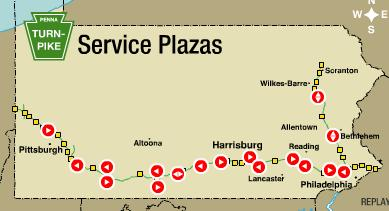 PENNA
TURN-
PIKE
Service Plazas
N
W E
S
Scranton
Wilkes-Barre
Allentown
Bethlehem
Pittsburgh
Altoona
Harrisburg
Reading
Lancaster
Philadelphia
REPLAY